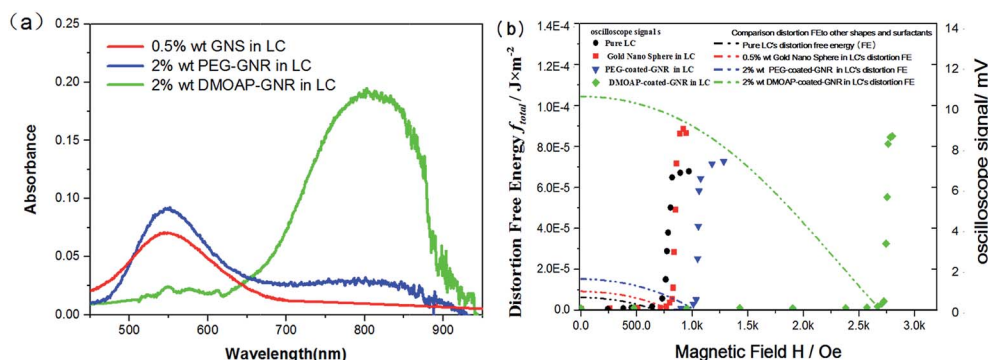 (a)
0.5% wt GNS in LC
2% wt PEG-GNR in LC
2% wt DMOAP-GNR in LC
Absorbance
0.25
0.20
0.15
0.10
0.05
0.00
500 600 700 800 900
Wavelength(nm)
(b)
oscilloscope signals
Pure LC
Gold Nano Sphere in LC
PEG-coated-GNR in LC
DMOAP-coated-GNR in LC
Comparison distortion FEto other shapes and surfactants
Pure LC's distortion free energy (FE)
0.5% wt Gold Nano Sphere in LC's distortion FE
2% wt PEG-coated-GNR in LC's distortion FE
2% wt DMOAP-coated-GNR in LC's distortion FE
Distortion Free Energy f_total / J×m⁻²
1.4E-4
1.2E-4
1.0E-4
8.0E-5
6.0E-5
4.0E-5
2.0E-5
0.0
0.0 500.0 1.0k 1.5k 2.0k 2.5k 3.0k
Magnetic Field H / Oe
14
12
10
8
6
4
2
0
oscilloscope signal/ mV